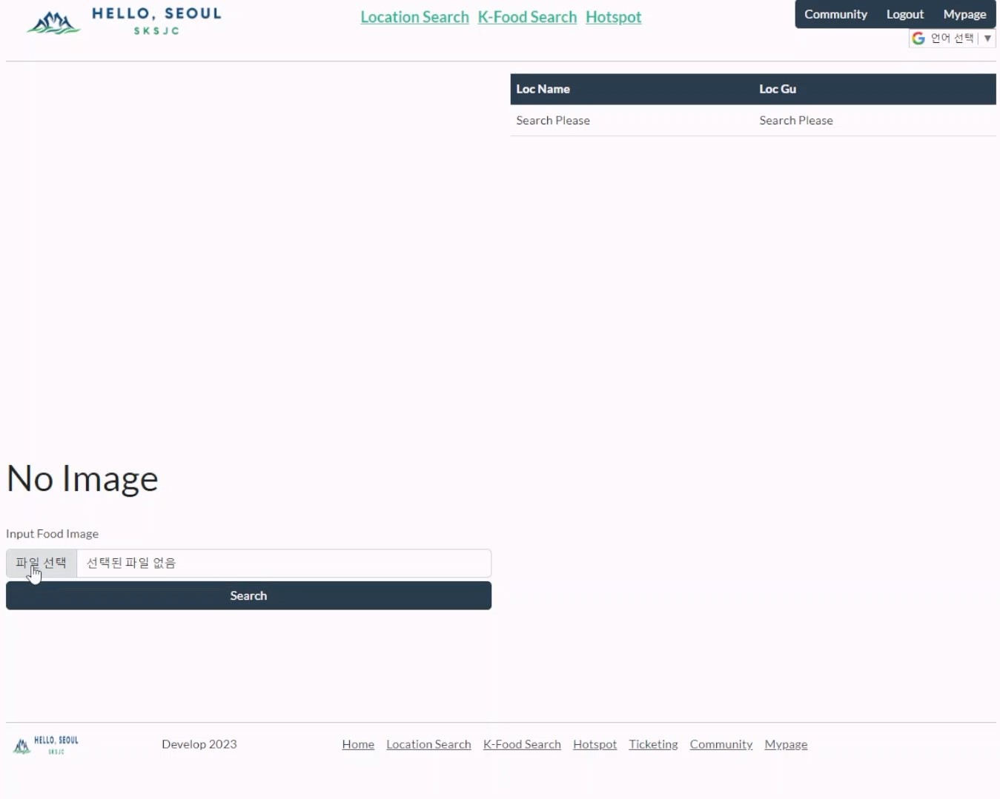 HELLO, SEOUL
SKSJC
Location Search K-Food Search Hotspot
Community Logout Mypage
언어 선택 ▼
Loc Name Loc Gu
Search Please Search Please
No Image
Input Food Image
파일 선택 선택된 파일 없음
Search
HELLO, SEOUL
SKSJC
Develop 2023
Home Location Search K-Food Search Hotspot Ticketing Community Mypage